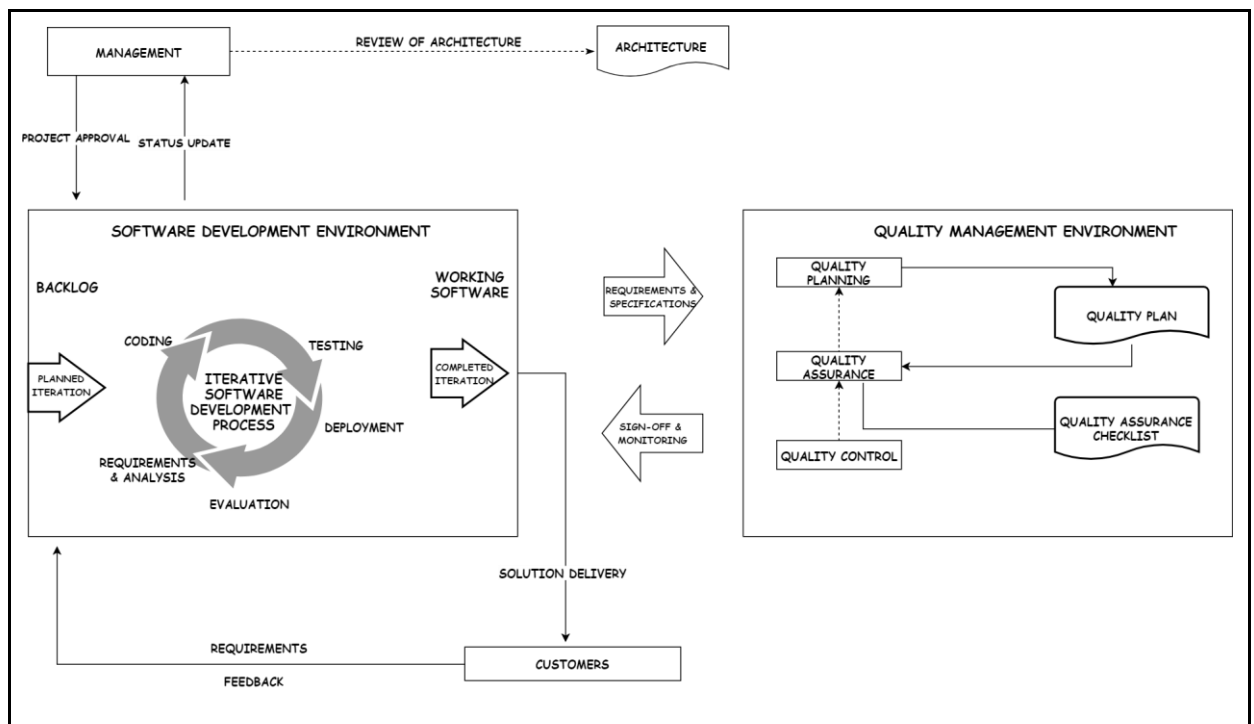 MANAGEMENT
REVIEW OF ARCHITECTURE
ARCHITECTURE
PROJECT APPROVAL
STATUS UPDATE
SOFTWARE DEVELOPMENT ENVIRONMENT
BACKLOG
WORKING
SOFTWARE
PLANNED
ITERATION
CODING
TESTING
ITERATIVE
SOFTWARE
DEVELOPMENT
PROCESS
DEPLOYMENT
REQUIREMENTS
& ANALYSIS
EVALUATION
COMPLETED
ITERATION
REQUIREMENTS &
SPECIFICATIONS
SIGN-OFF &
MONITORING
QUALITY MANAGEMENT ENVIRONMENT
QUALITY
PLANNING
QUALITY PLAN
QUALITY
ASSURANCE
QUALITY ASSURANCE
CHECKLIST
QUALITY CONTROL
SOLUTION DELIVERY
REQUIREMENTS
FEEDBACK
CUSTOMERS